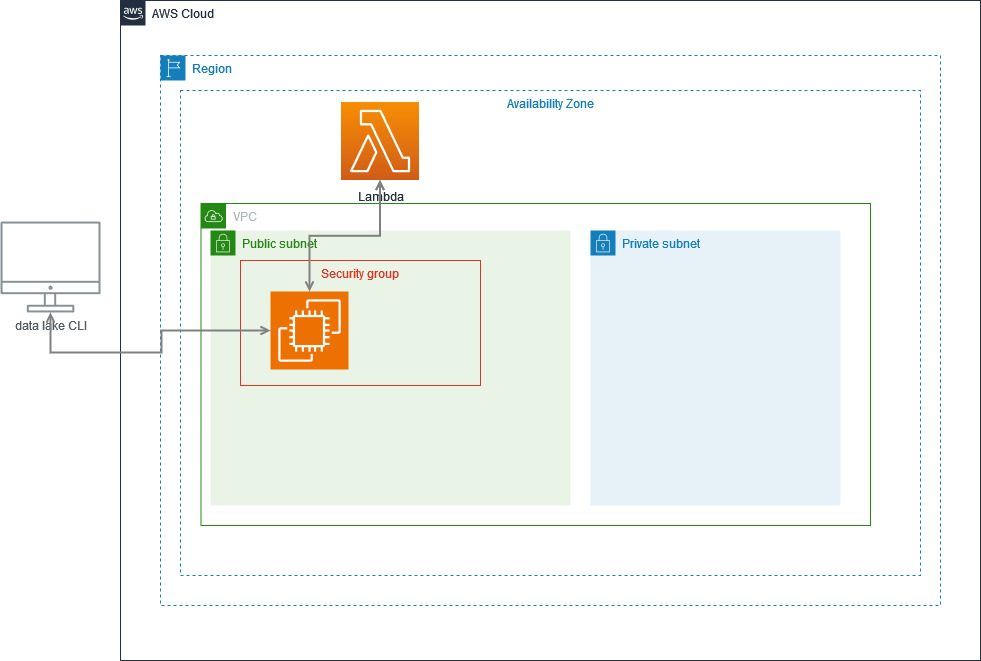 aws
AWS Cloud
Region
Availability Zone
Lambda
VPC
Public subnet
Private subnet
Security group
data lake CLI